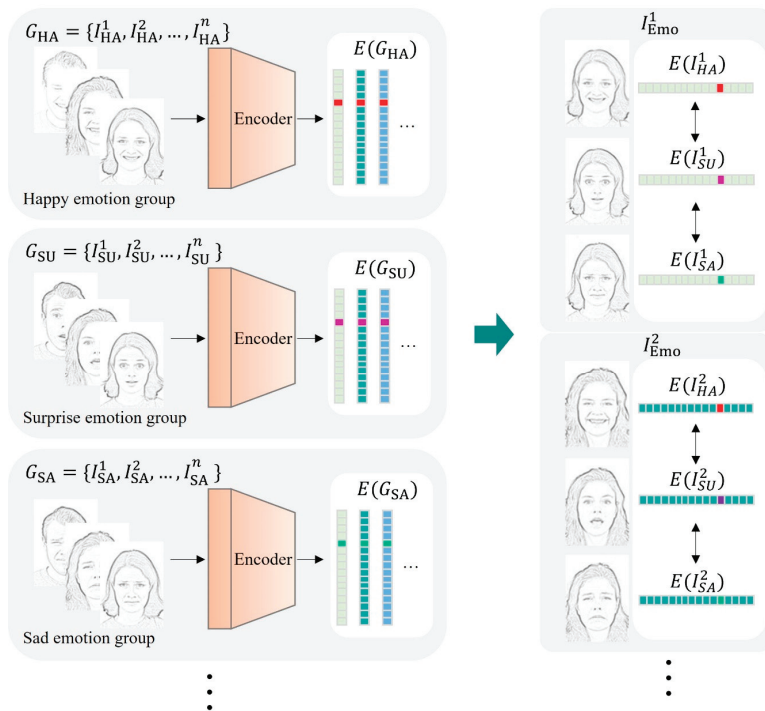 G_HA = {I_HA^1, I_HA^2, …, I_HA^n}
E(G_HA)
Encoder
…
Happy emotion group
G_SU = {I_SU^1, I_SU^2, …, I_SU^n}
E(G_SU)
Encoder
…
Surprise emotion group
G_SA = {I_SA^1, I_SA^2, …, I_SA^n}
E(G_SA)
Encoder
…
Sad emotion group
I_Emo^1
E(I_HA^1)
E(I_SU^1)
E(I_SA^1)
I_Emo^2
E(I_HA^2)
E(I_SU^2)
E(I_SA^2)